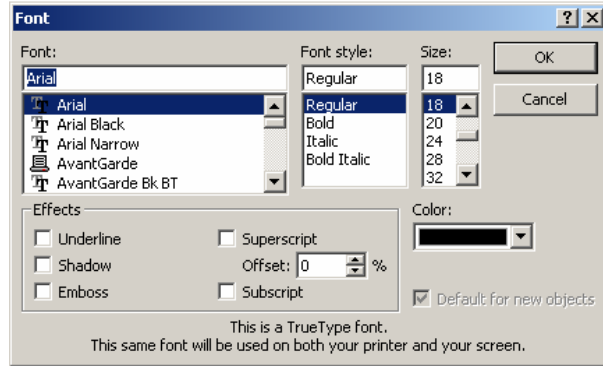 Font
? X
Font: Font style: Size:
Arial Regular 18 OK
Arial Regular 18 Cancel
Arial Black Bold 20
Arial Narrow Italic 24
AvantGarde Bold Italic 28
AvantGarde Bk BT 32
Effects Color:
Underline Superscript
Shadow Offset: 0 %
Emboss Subscript Default for new objects
This is a TrueType font.
This same font will be used on both your printer and your screen.